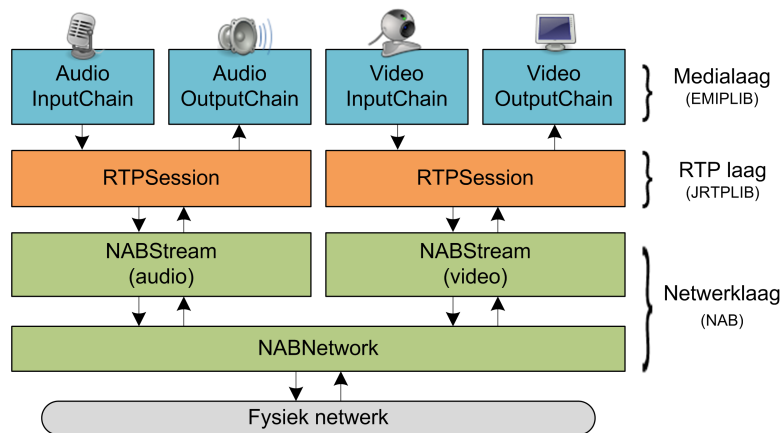 Audio
InputChain
Audio
OutputChain
Video
InputChain
Video
OutputChain
Medialaag
(EMIPLIB)
RTPSession
RTPSession
RTP laag
(JRTPLIB)
NABStream
(audio)
NABStream
(video)
Netwerklaag
(NAB)
NABNetwork
Fysiek netwerk